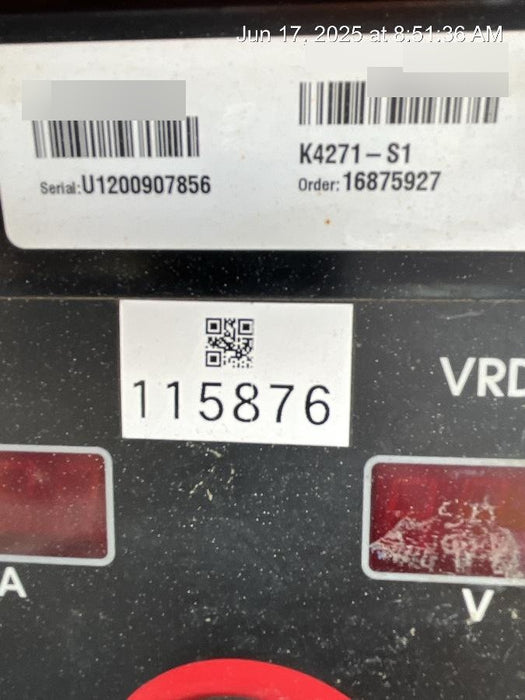 Jun 17, 2025 at 8:51:36 AM
K4271-S1
Serial: U1200907856
Order: 16875927
115876
VRD
A
V